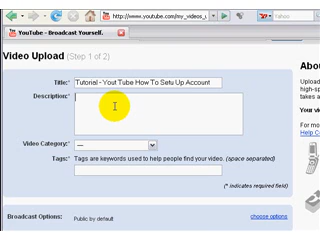 http://www.youtube.com/my_videos_u
Yahoo
YouTube - Broadcast Yourself.
Video Upload (Step 1 of 2)
Abo
Title:* Tutorial - Yout Tube How To Setu Up Account
Description:*
Upload
high-sp
takes a
Your vi
For mo
Help C
Video Category:* ---
Tags:* Tags are keywords used to help people find your video. (space separated)
(* indicates required field)
Broadcast Options: Public by default choose options